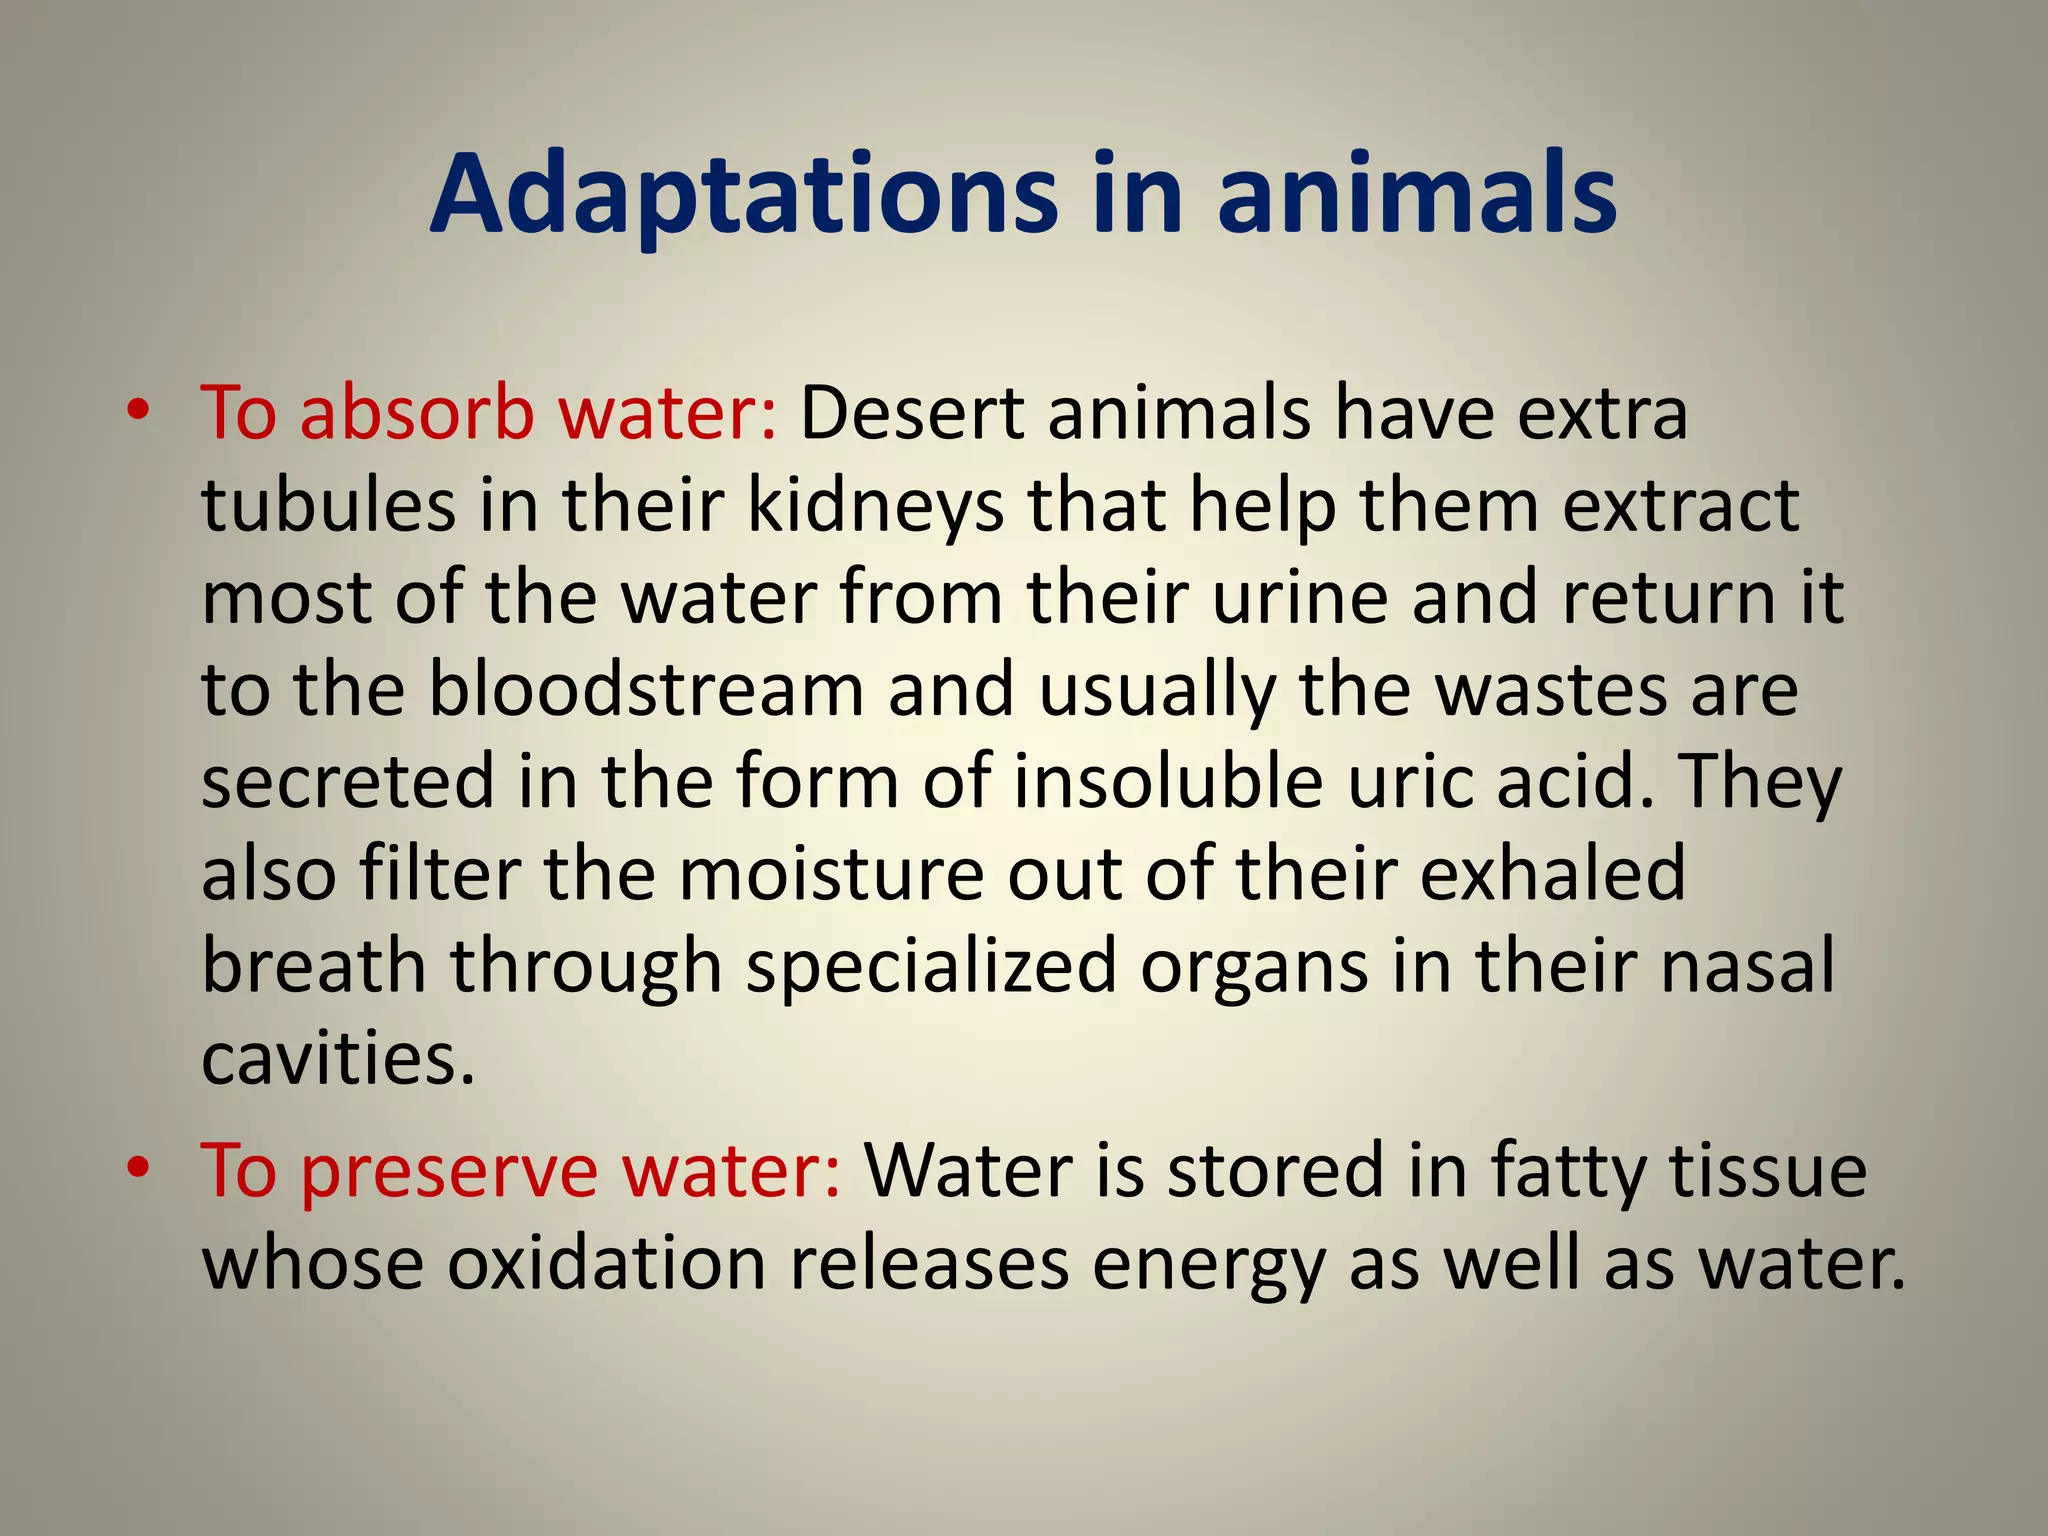 Adaptations in animals
• To absorb water: Desert animals have extra
tubules in their kidneys that help them extract
most of the water from their urine and return it
to the bloodstream and usually the wastes are
secreted in the form of insoluble uric acid. They
also filter the moisture out of their exhaled
breath through specialized organs in their nasal
cavities.
• To preserve water: Water is stored in fatty tissue
whose oxidation releases energy as well as water.